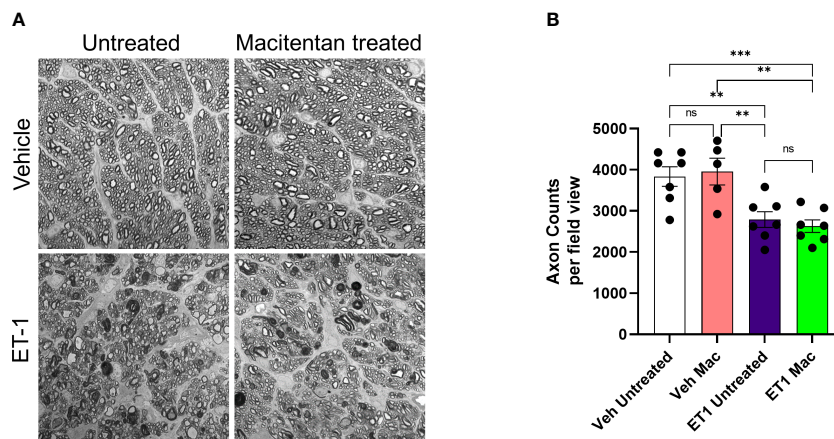 A
Untreated
Macitentan treated
Vehicle
ET-1
B
***
**
**
ns
**
ns
Axon Counts
per field view
5000
4000
3000
2000
1000
0
Veh Untreated
Veh Mac
ET1 Untreated
ET1 Mac